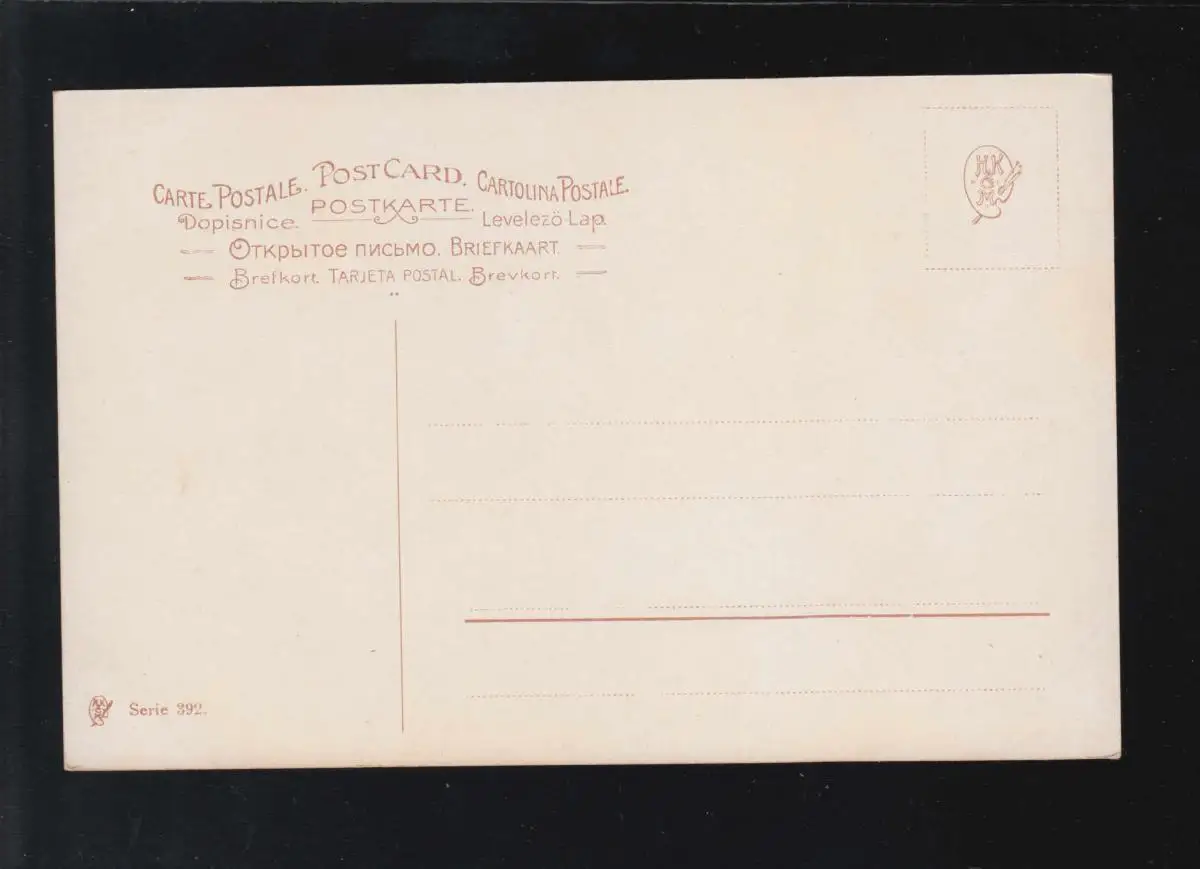 CARTE POSTALE. POST CARD. CARTOLINA POSTALE.
Dopisnice. POSTKARTE. Levelezö-Lap.
Открытое письмо. BRIEFKAART.
Brefkort. TARJETA POSTAL. Brevkort.
H.K
&
M.
Serie 392.